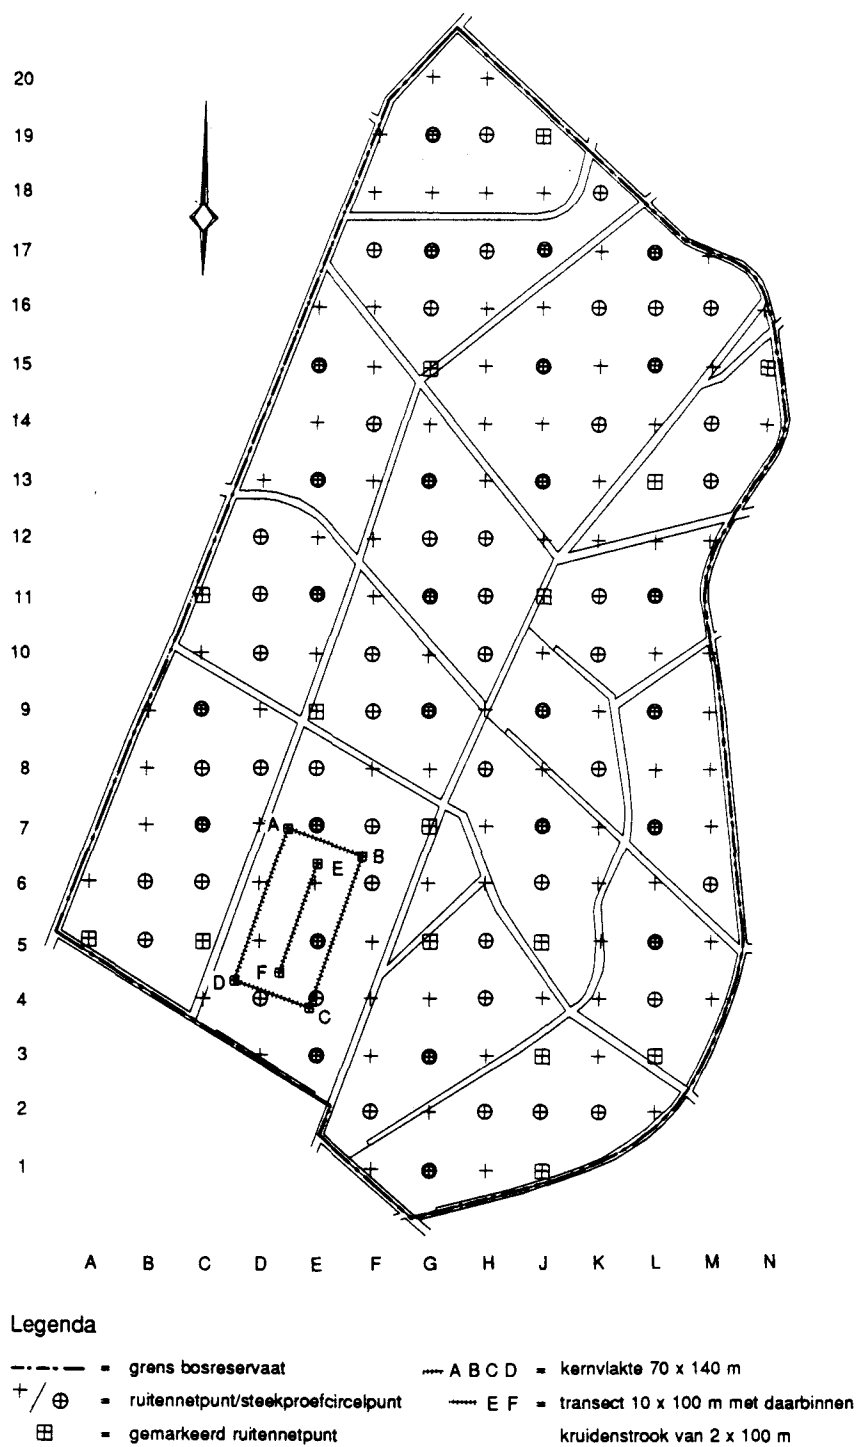 20
19
18
17
16
15
14
13
12
11
10
9
8
7
A
B
E
6
5
F
D
4
C
3
2
1
A B C D E F G H J K L M N
Legenda
= grens bosreservaat
A B C D = kernvlakte 70 x 140 m
+/⊕ = ruitennetpunt/steekproefcircelpunt
E F = transect 10 x 100 m met daarbinnen
= gemarkeerd ruitennetpunt
kruidenstrook van 2 x 100 m